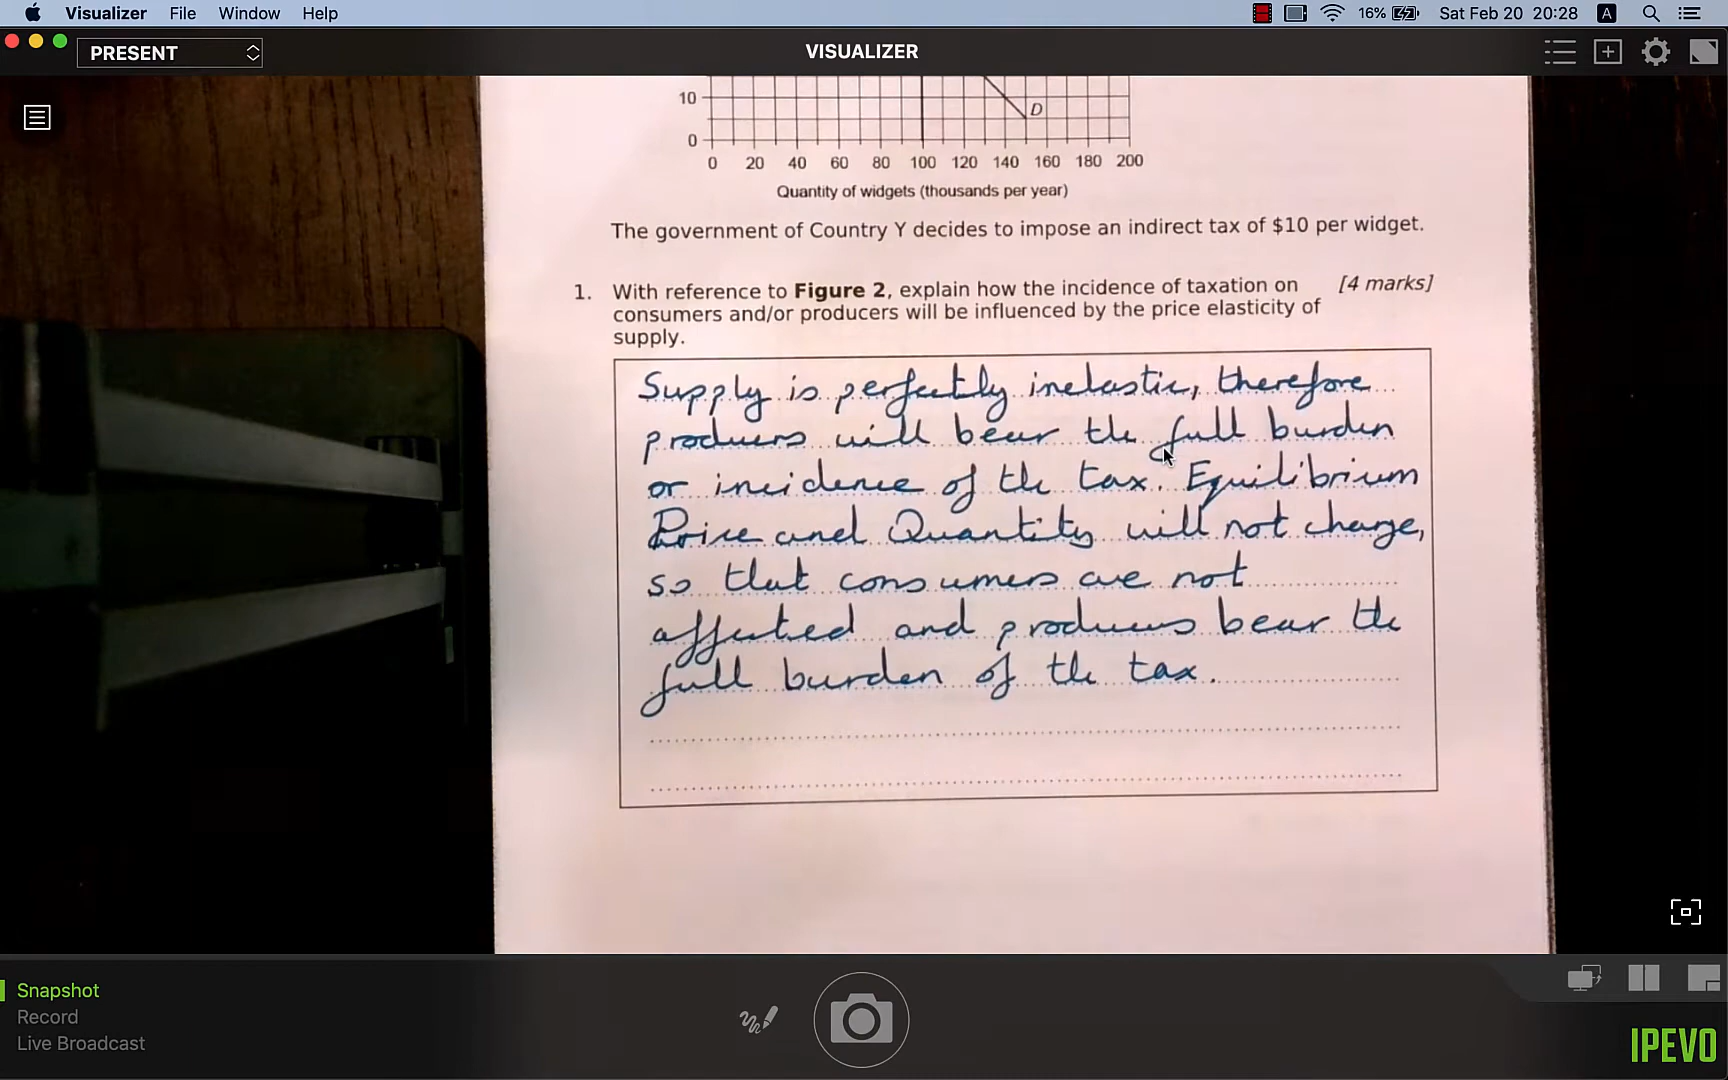 Visualizer File Window Help 16% Sat Feb 20 20:28 A
PRESENT VISUALIZER
10
D
0
0 20 40 60 80 100 120 140 160 180 200
Quantity of widgets (thousands per year)
The government of Country Y decides to impose an indirect tax of $10 per widget.
1. With reference to Figure 2, explain how the incidence of taxation on [4 marks]
consumers and/or producers will be influenced by the price elasticity of
supply.
Supply is perfectly inelastic, therefore
producers will bear the full burden
or incidence of the tax. Equilibrium
Price and Quantity will not change,
so that consumers are not
affected and producers bear the
full burden of the tax.
Snapshot
Record
Live Broadcast
IPEVO